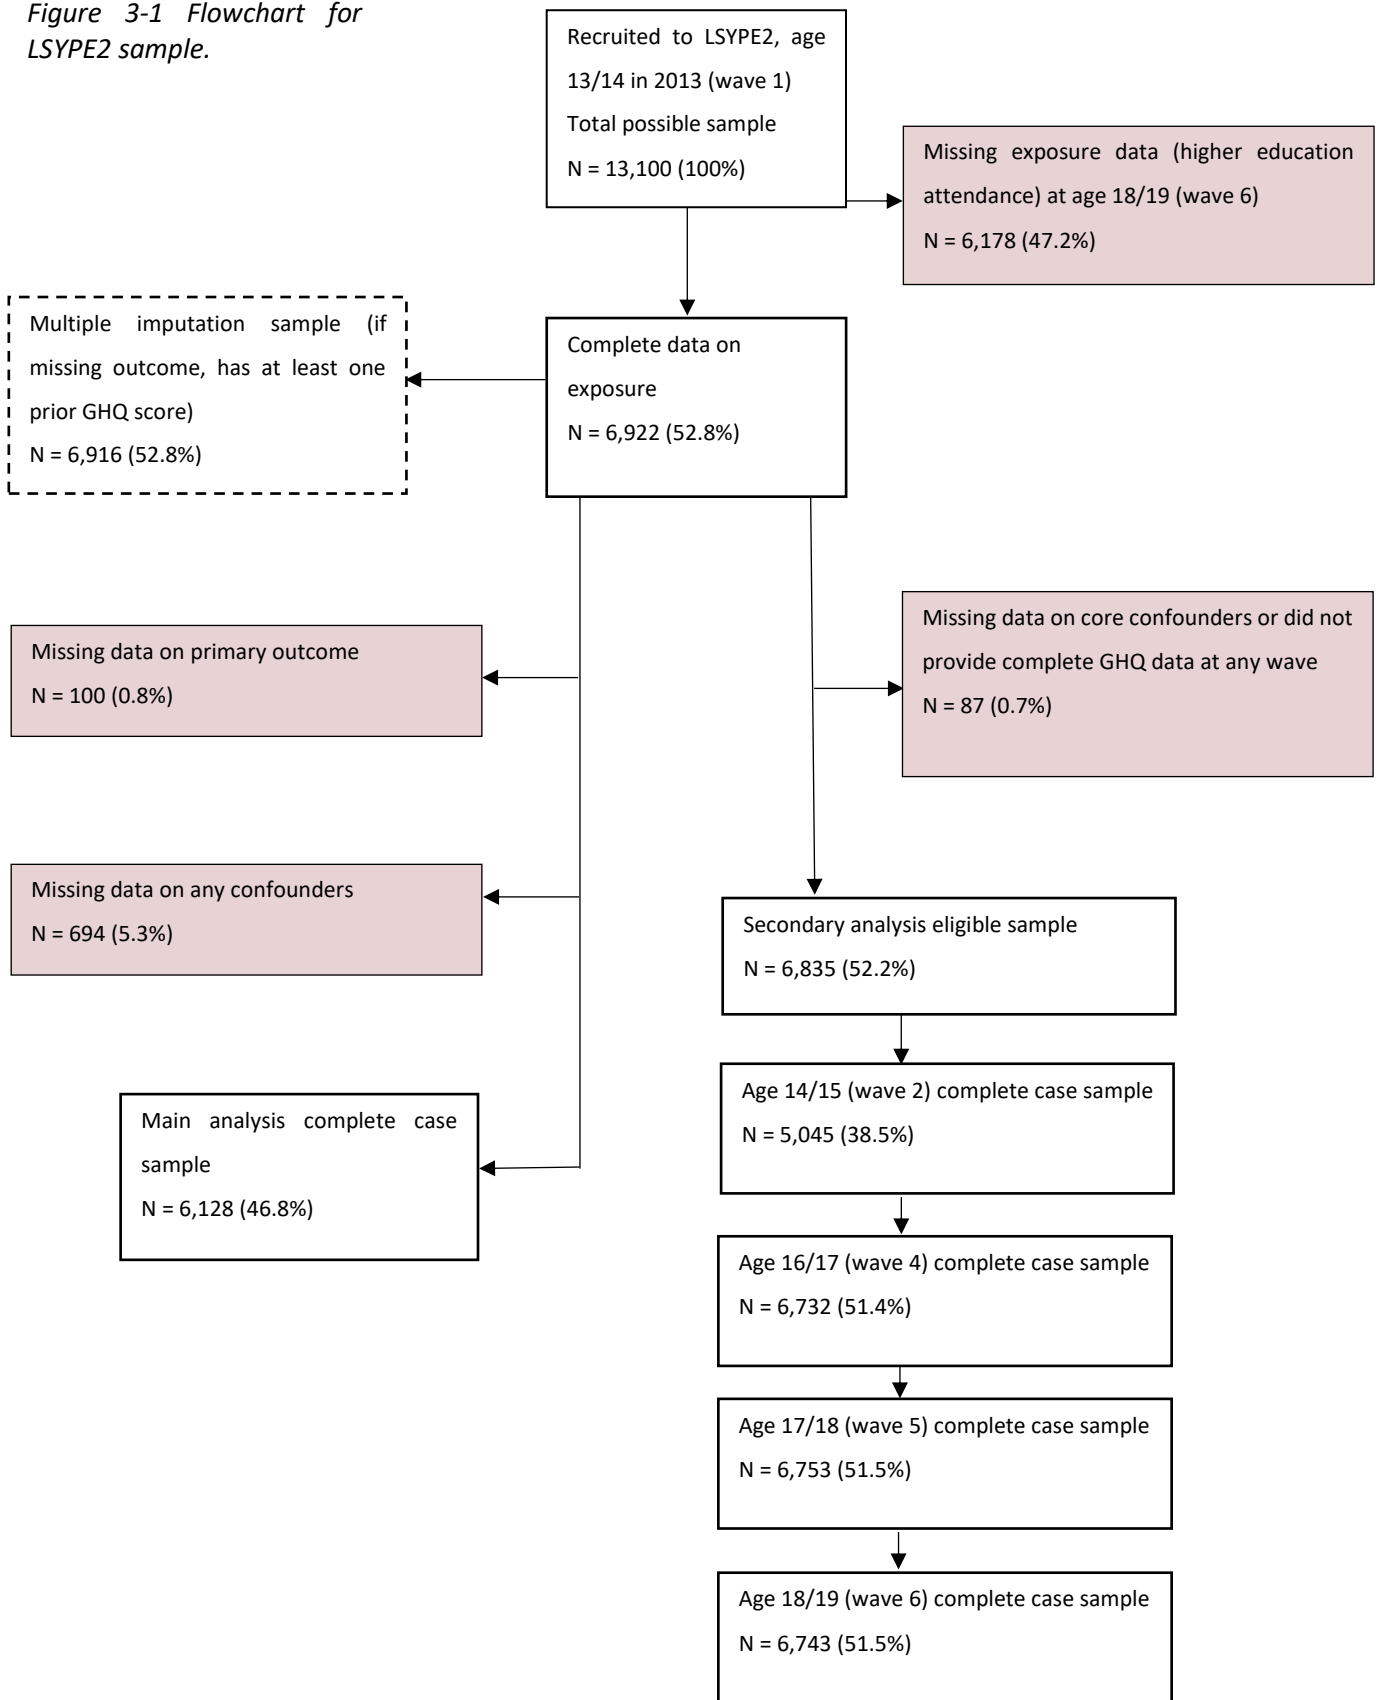 Figure 3-1 Flowchart for
LSYPE2 sample.
Recruited to LSYPE2, age
13/14 in 2013 (wave 1)
Total possible sample
N = 13,100 (100%)
Missing exposure data (higher education
attendance) at age 18/19 (wave 6)
N = 6,178 (47.2%)
Multiple imputation sample (if
missing outcome, has at least one
prior GHQ score)
N = 6,916 (52.8%)
Complete data on
exposure
N = 6,922 (52.8%)
Missing data on primary outcome
N = 100 (0.8%)
Missing data on core confounders or did not
provide complete GHQ data at any wave
N = 87 (0.7%)
Missing data on any confounders
N = 694 (5.3%)
Secondary analysis eligible sample
N = 6,835 (52.2%)
Main analysis complete case
sample
N = 6,128 (46.8%)
Age 14/15 (wave 2) complete case sample
N = 5,045 (38.5%)
Age 16/17 (wave 4) complete case sample
N = 6,732 (51.4%)
Age 17/18 (wave 5) complete case sample
N = 6,753 (51.5%)
Age 18/19 (wave 6) complete case sample
N = 6,743 (51.5%)